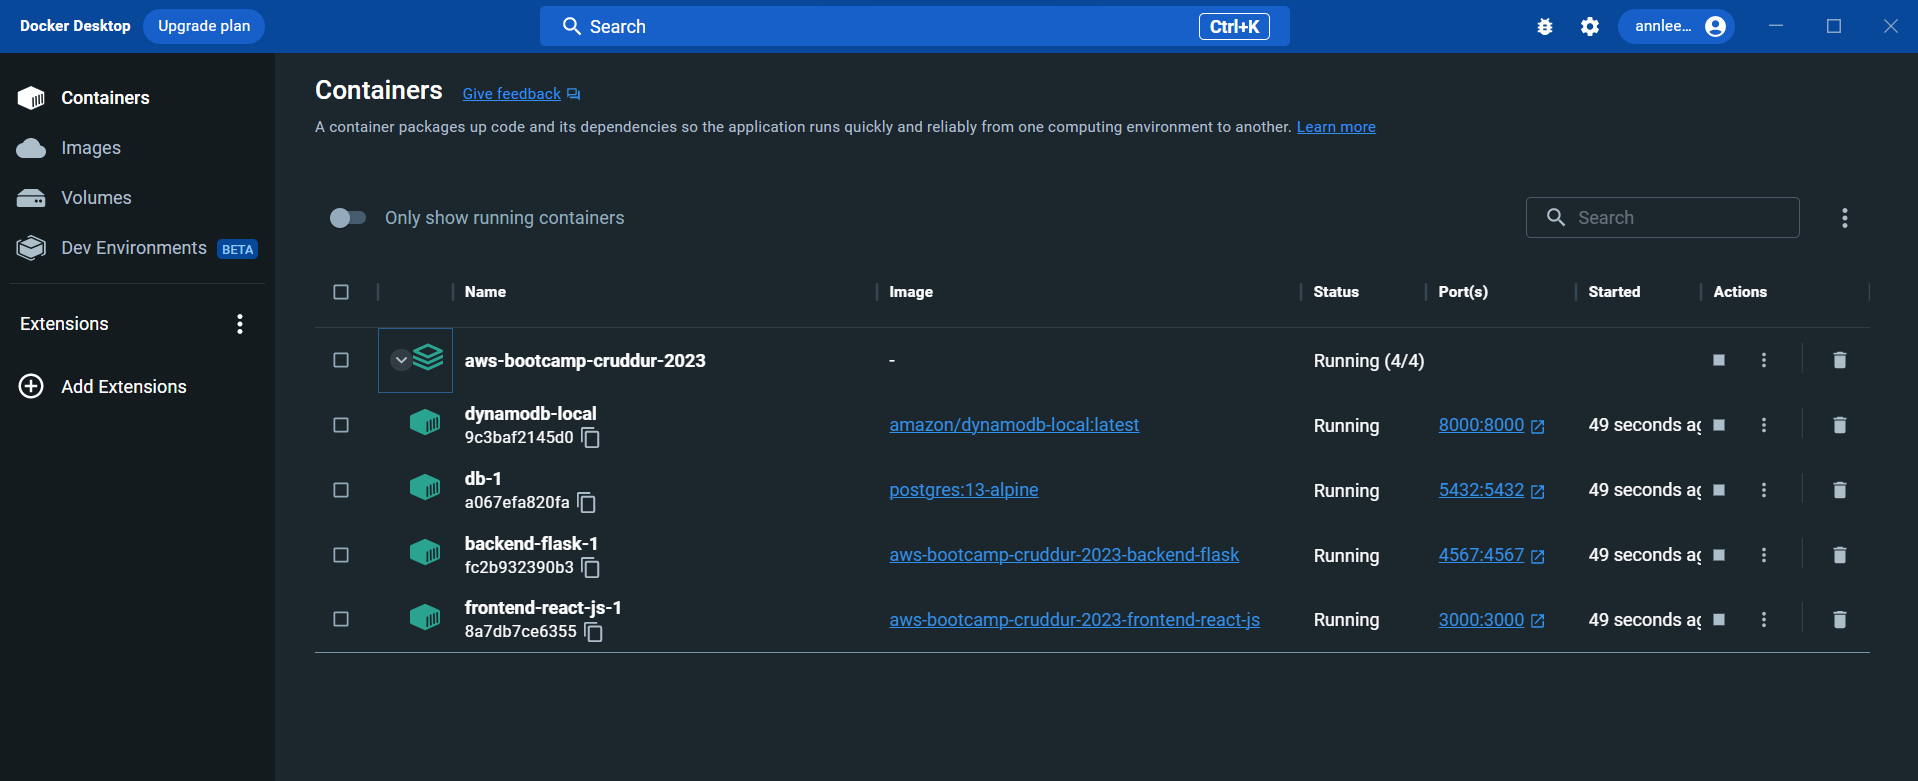 Docker Desktop Upgrade plan Search Ctrl+K annlee...
Containers
Images
Volumes
Dev Environments BETA
Extensions
Add Extensions
Containers Give feedback
A container packages up code and its dependencies so the application runs quickly and reliably from one computing environment to another. Learn more
Only show running containers Search
Name Image Status Port(s) Started Actions
aws-bootcamp-cruddur-2023 - Running (4/4)
dynamodb-local
9c3baf2145d0 amazon/dynamodb-local:latest Running 8000:8000 49 seconds ag
db-1
a067efa820fa postgres:13-alpine Running 5432:5432 49 seconds ag
backend-flask-1
fc2b932390b3 aws-bootcamp-cruddur-2023-backend-flask Running 4567:4567 49 seconds ag
frontend-react-js-1
8a7db7ce6355 aws-bootcamp-cruddur-2023-frontend-react-js Running 3000:3000 49 seconds ag